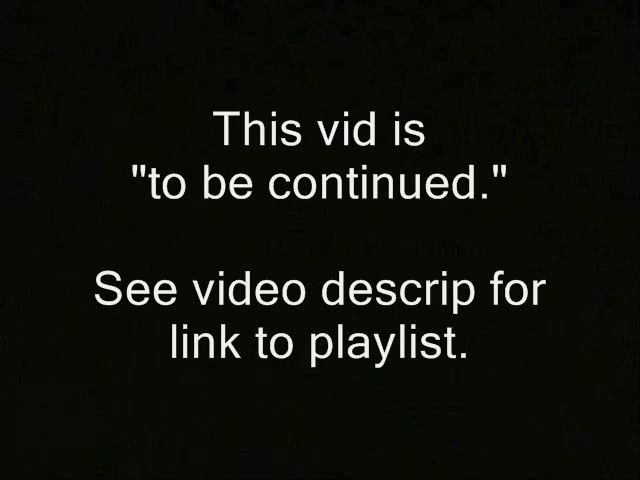 This vid is
"to be continued."
See video descrip for
link to playlist.